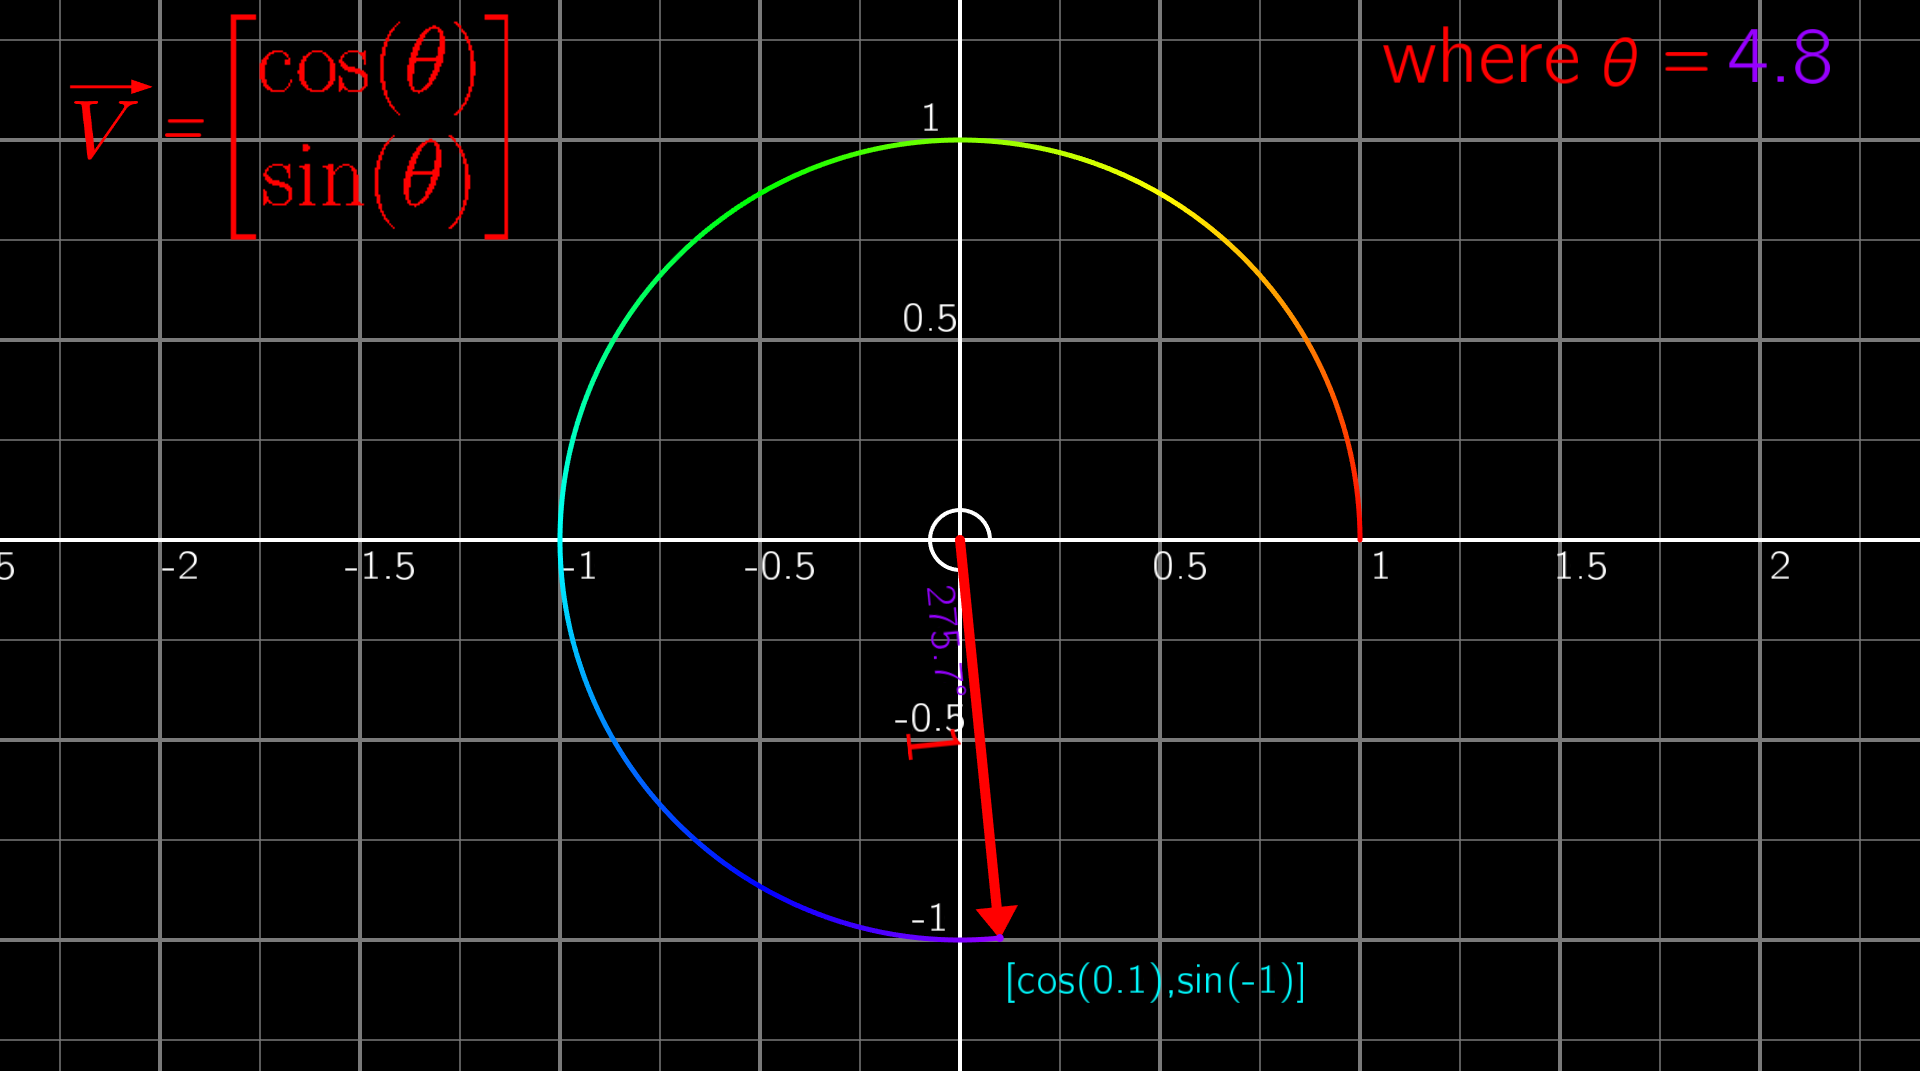 V = [cos(θ)
sin(θ)]
where θ = 4.8
1
0.5
5 -2 -1.5 -1 -0.5 0.5 1 1.5 2
275.7°
-0.5
1
-1
[cos(0.1),sin(-1)]